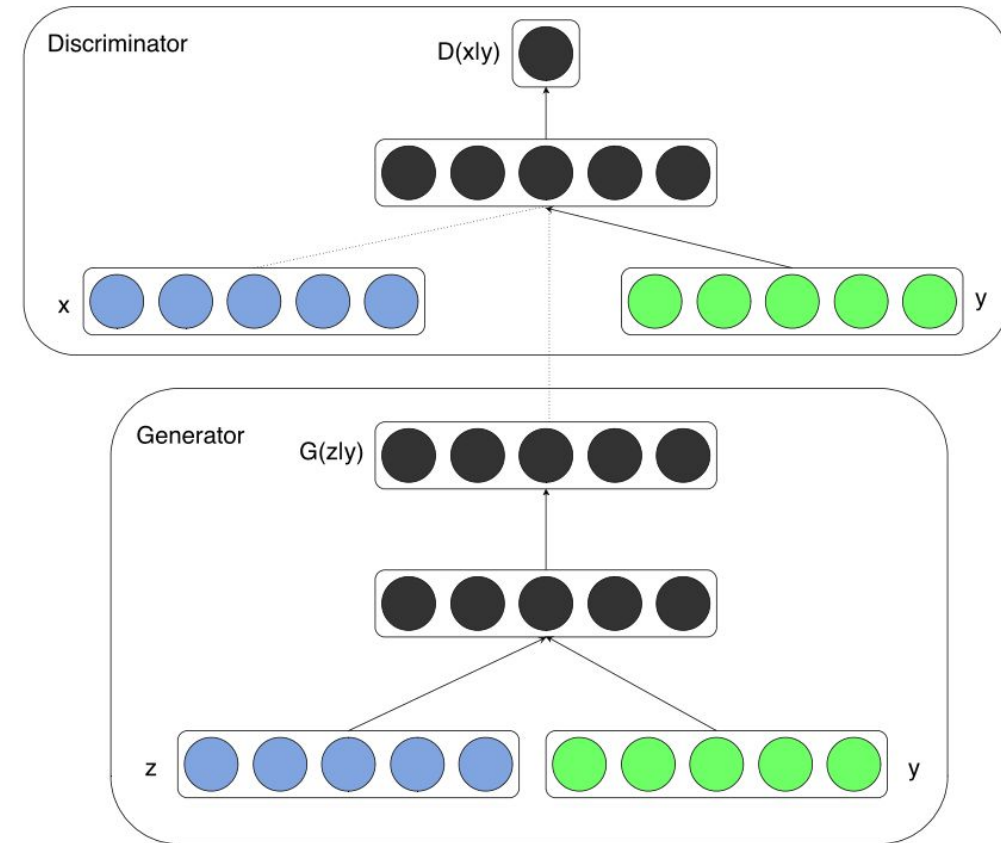 Discriminator
D(x|y)
x
y
Generator
G(z|y)
z
y